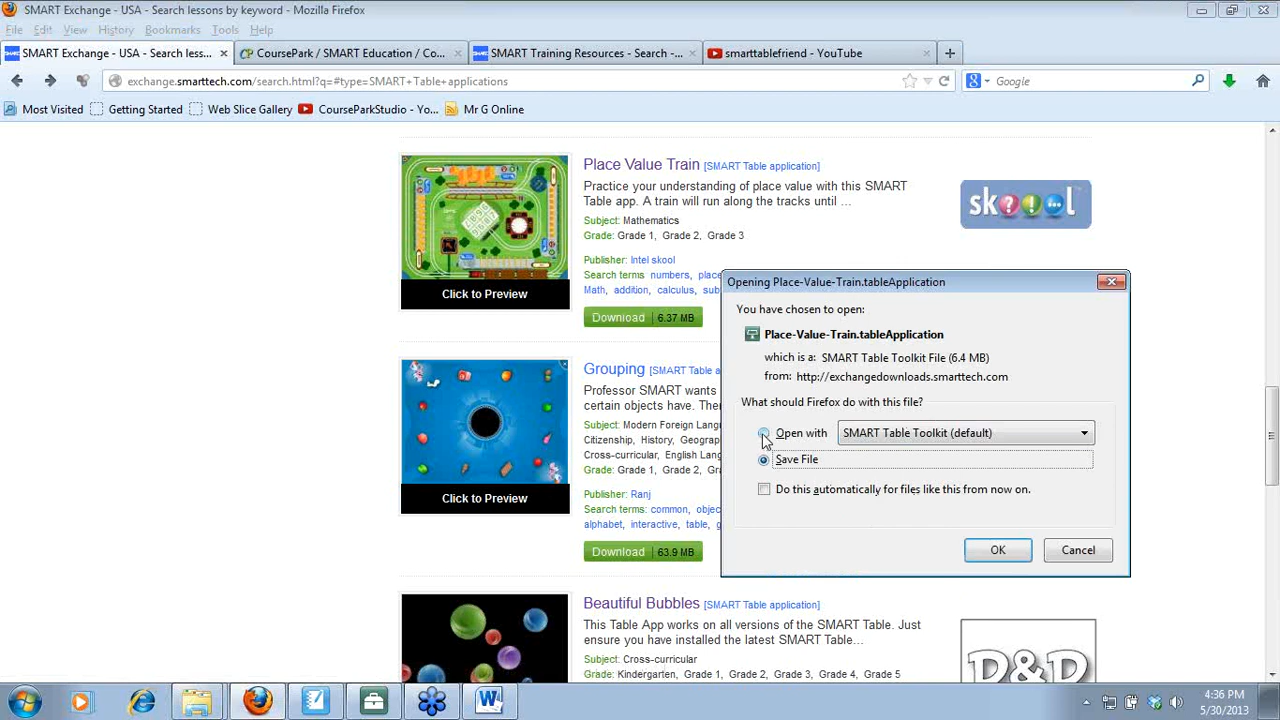 SMART Exchange - USA - Search lessons by keyword - Mozilla Firefox
File Edit View History Tools Help
SMART Exchange - USA - Search less... × CoursePark / SMART Education / Co... × SMART Training Resources - Search -... × smarttablefriend - YouTube × +
exchange.smarttech.com/search.html?q=#type=SMART+Table+applications
Google
Most Visited Getting Started Web Slice Gallery CourseParkStudio - Yo... Mr G Online
Place Value Train [SMART Table application]
Practice your understanding of place value with this SMART
Table app. A train will run along the tracks until ...
Subject: Mathematics
Grade: Grade 1, Grade 2, Grade 3
Publisher: Intel skool
Search terms numbers, place
Math, addition, calculus, sub
Click to Preview
Download 6.37 MB
skool
Opening Place-Value-Train.tableApplication
You have chosen to open:
Place-Value-Train.tableApplication
which is a: SMART Table Toolkit File (6.4 MB)
from: http://exchangedownloads.smarttech.com
What should Firefox do with this file?
Open with SMART Table Toolkit (default)
Save File
Do this automatically for files like this from now on.
OK Cancel
Grouping [SMART Table a
Professor SMART wants
certain objects have. The
Subject: Modern Foreign Lang
Citizenship, History, Geograp
Cross-curricular, English Lang
Grade: Grade 1, Grade 2,
Publisher: Ranj
Search terms: common, objec
alphabet, interactive, table, g
Click to Preview
Download 63.9 MB
Beautiful Bubbles [SMART Table application]
This Table App works on all versions of the SMART Table. Just
ensure you have installed the latest SMART Table...
Subject: Cross-curricular
Grade: Kindergarten, Grade 1, Grade 2, Grade 3, Grade 4, Grade 5
D&D
4:36 PM
5/30/2013